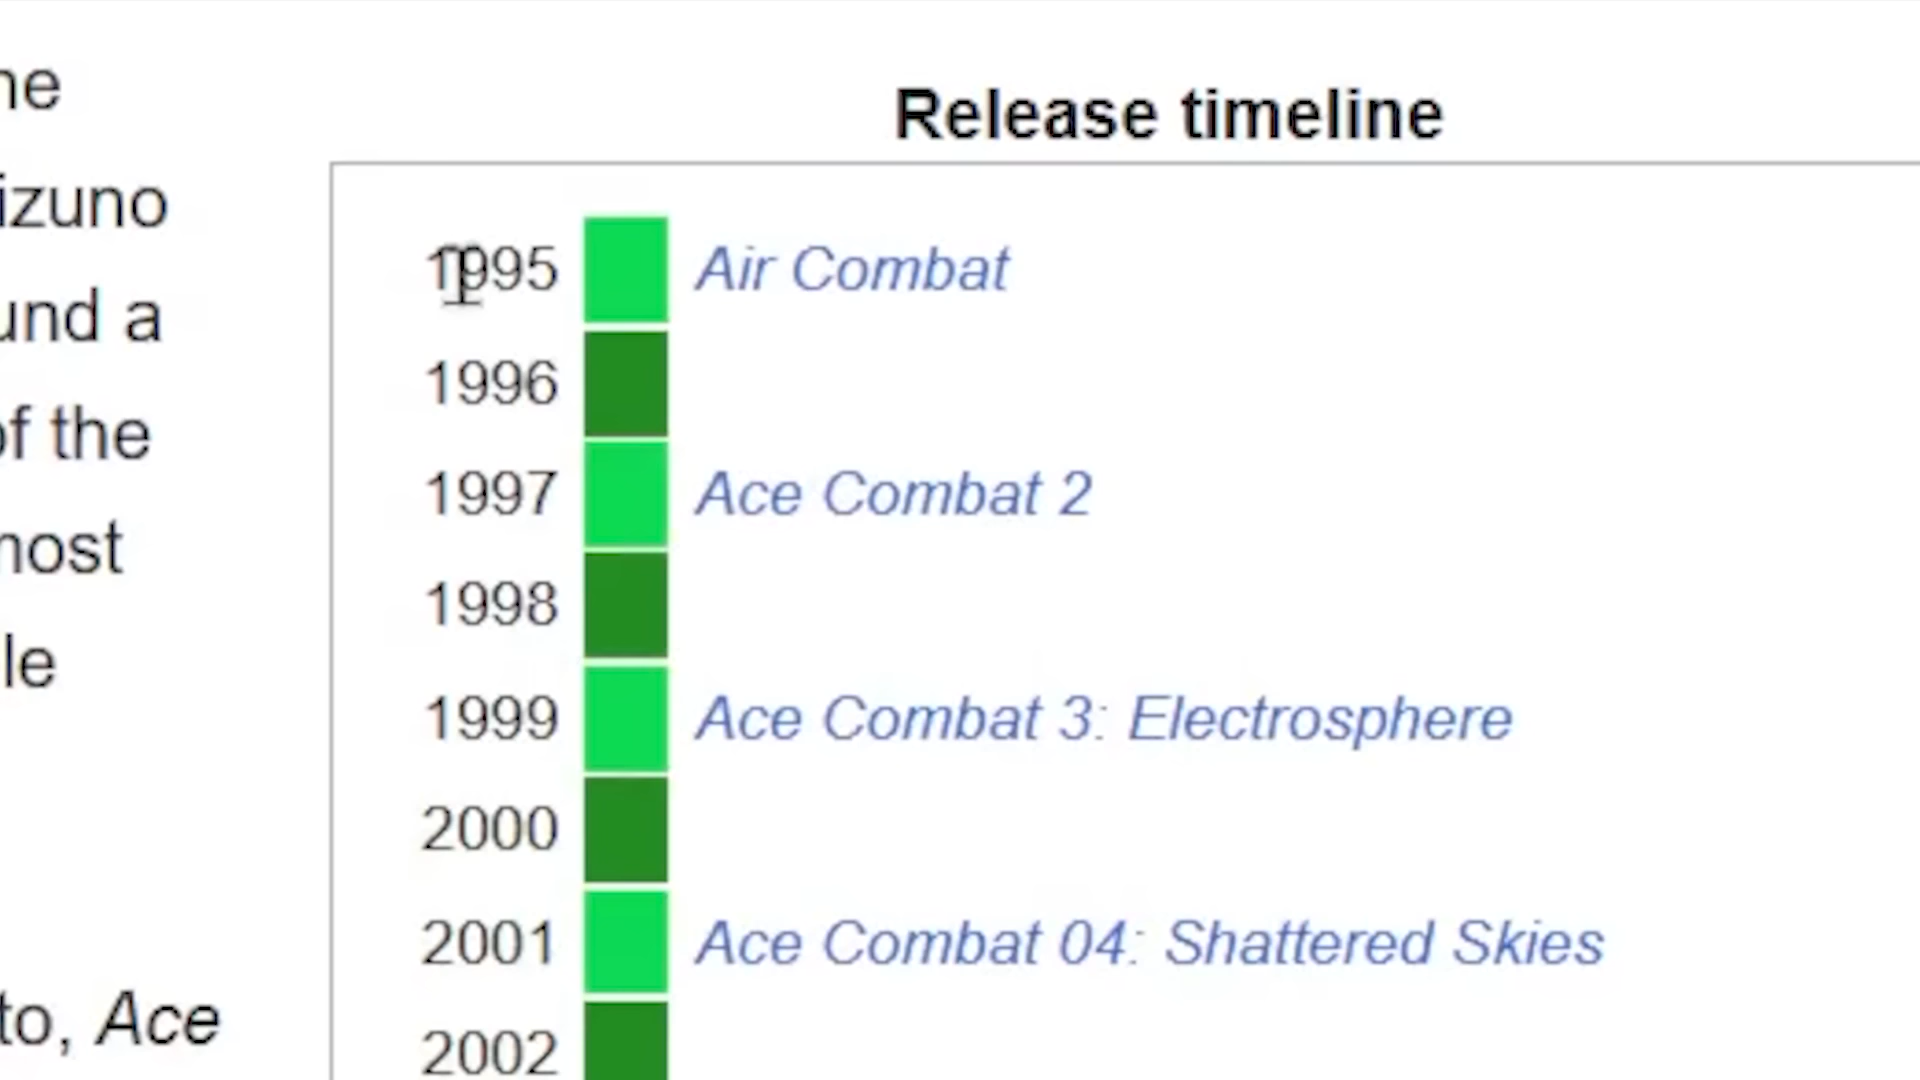 ne
izuno
und a
of the
most
le
to, Ace
Release timeline
1995 Air Combat
1996
1997 Ace Combat 2
1998
1999 Ace Combat 3: Electrosphere
2000
2001 Ace Combat 04: Shattered Skies
2002